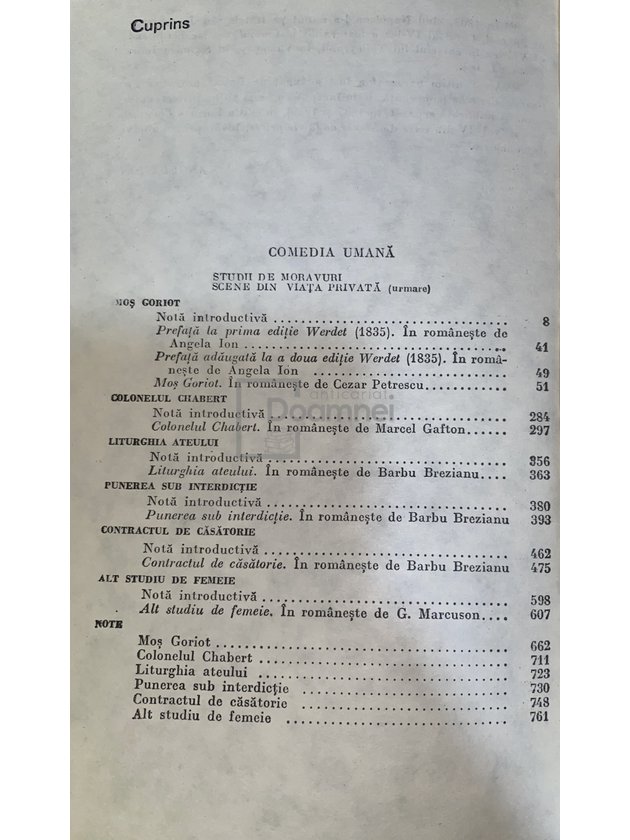 Cuprins
COMEDIA UMANĂ
STUDII DE MORAVURI
SCENE DIN VIAȚA PRIVATĂ (urmare)
MOȘ GORIOT
Notă introductivă 8
Prefață la prima ediție Werdet (1835). În românește de
Angela Ion 41
Prefață adăugată la a doua ediție Werdet (1835). În romă-
nește de Angela Ion 49
Moș Goriot. În românește de Cezar Petrescu 51
anticariat
Doamnei
COLONELUL CHABERT
Notă introductivă 284
Colonelul Chabert. În românește de Marcel Gafton 297
LITURGHIA ATEULUI
Notă introductivă 356
Liturghia ateului. În românește de Barbu Brezianu 363
PUNEREA SUB INTERDICȚIE
Notă introductivă 380
Punerea sub interdicție. În românește de Barbu Brezianu 393
CONTRACTUL DE CĂSĂTORIE
Notă introductivă 462
Contractul de căsătorie. În românește de Barbu Brezianu 475
ALT STUDIU DE FEMEIE
Notă introductivă 598
Alt studiu de femeie. În românește de G. Marcuson 607
NOTE
Moș Goriot 662
Colonelul Chabert 711
Liturghia ateului 723
Punerea sub interdicție 730
Contractul de căsătorie 748
Alt studiu de femeie 761